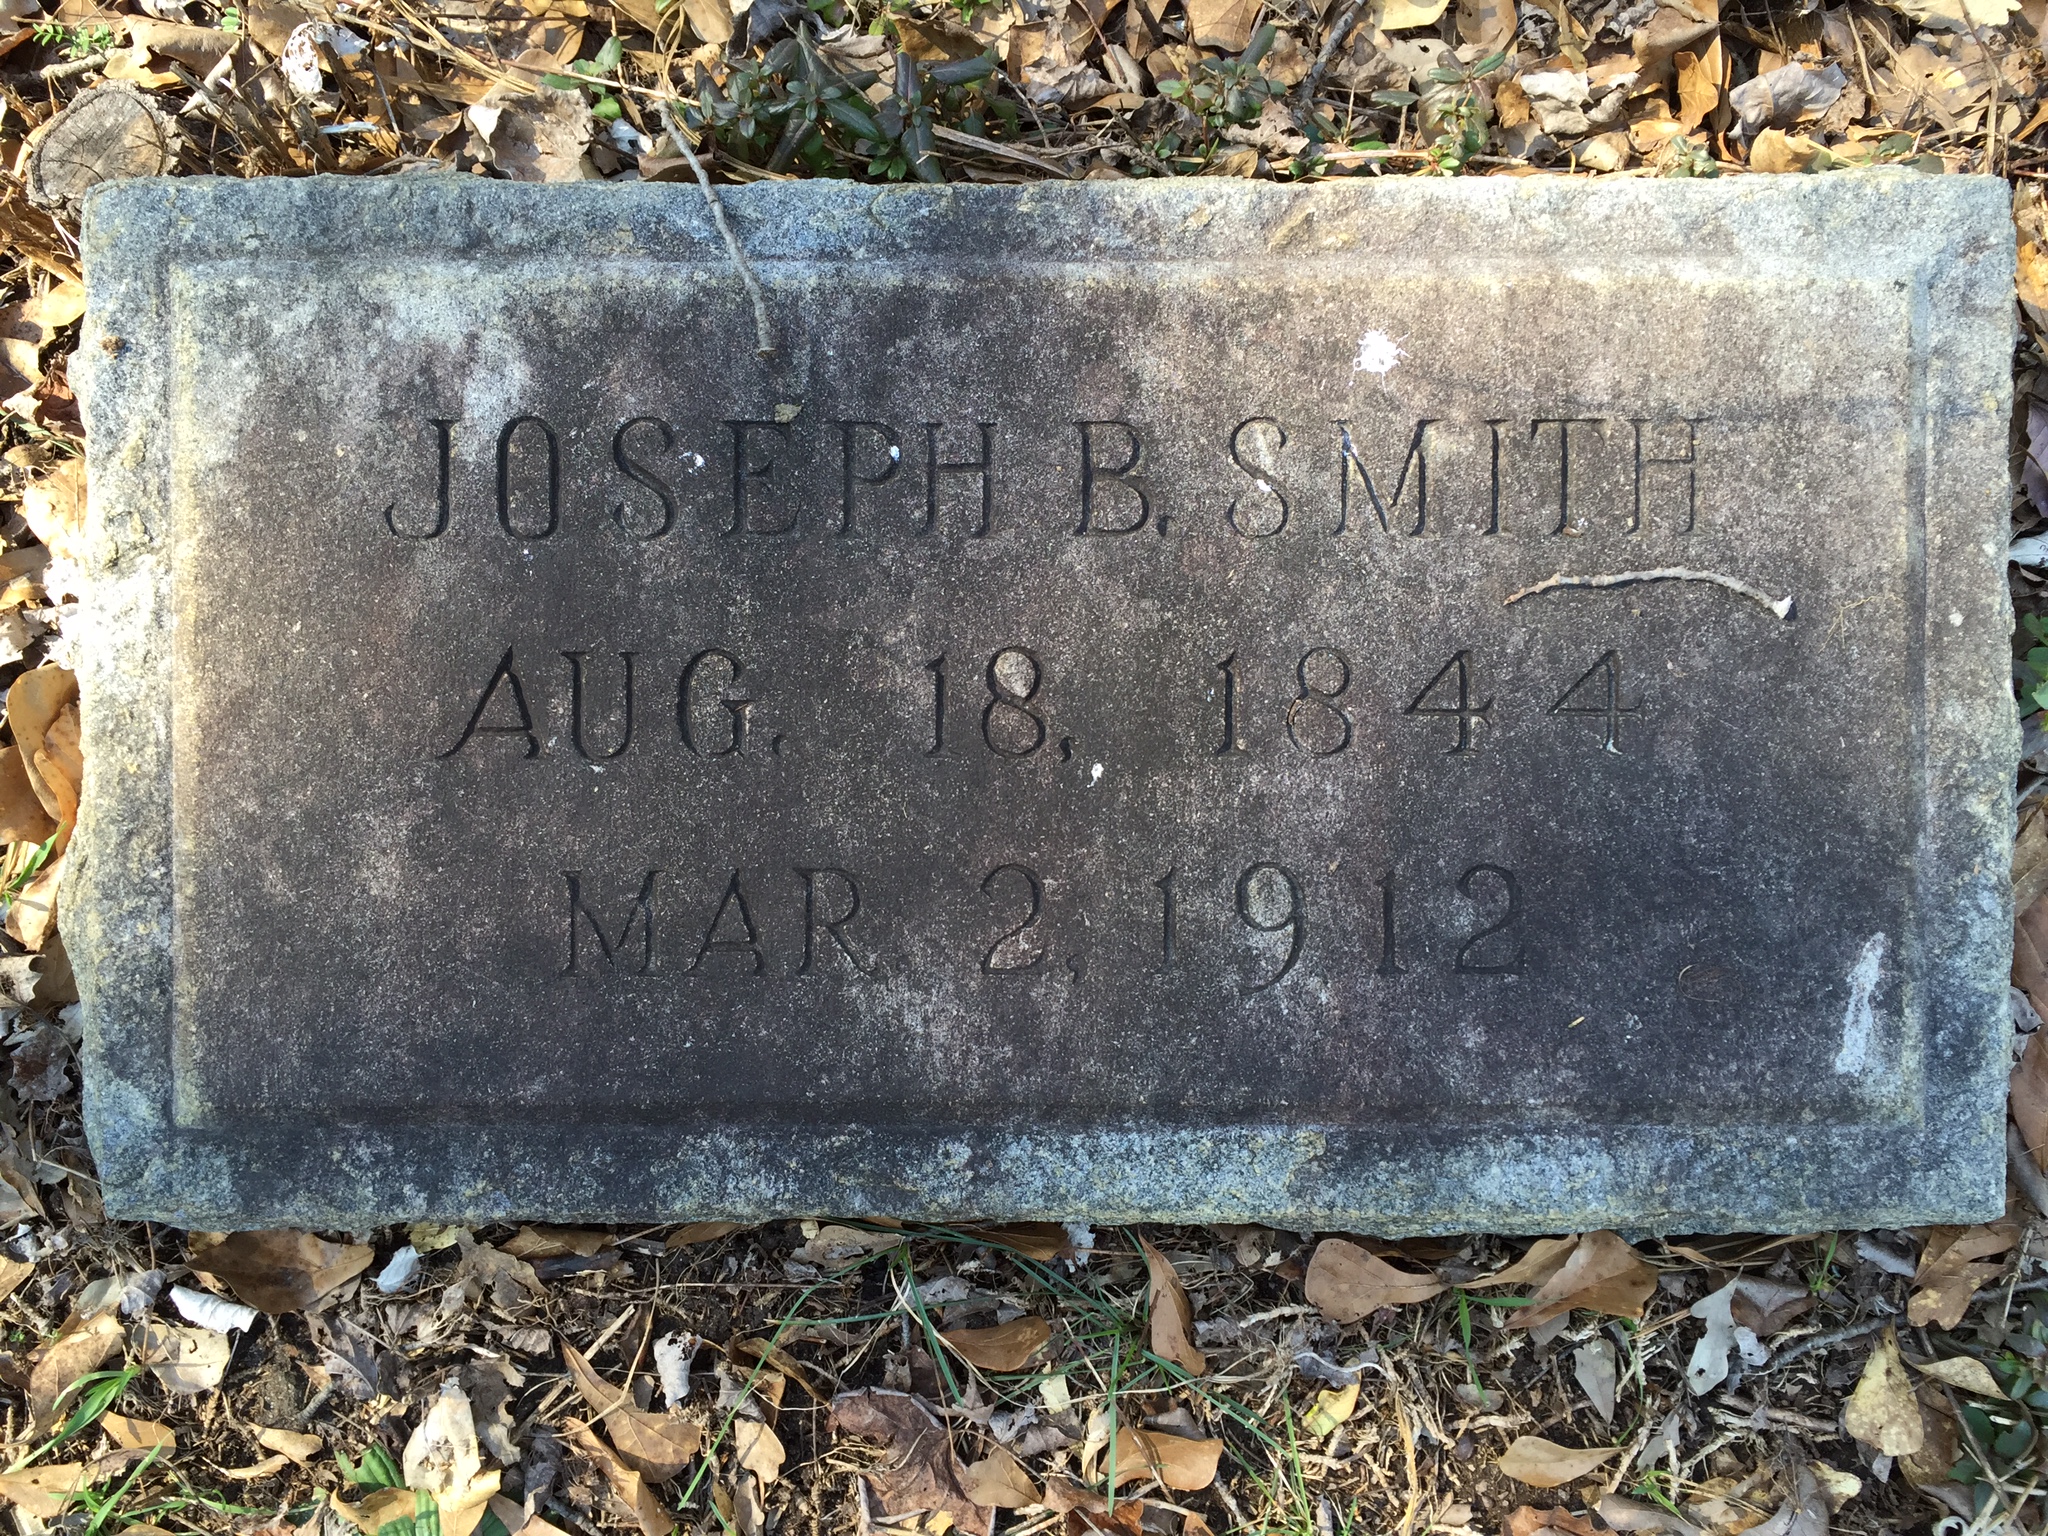 JOSEPH B. SMITH
AUG. 18, 1844
MAR 2, 1912